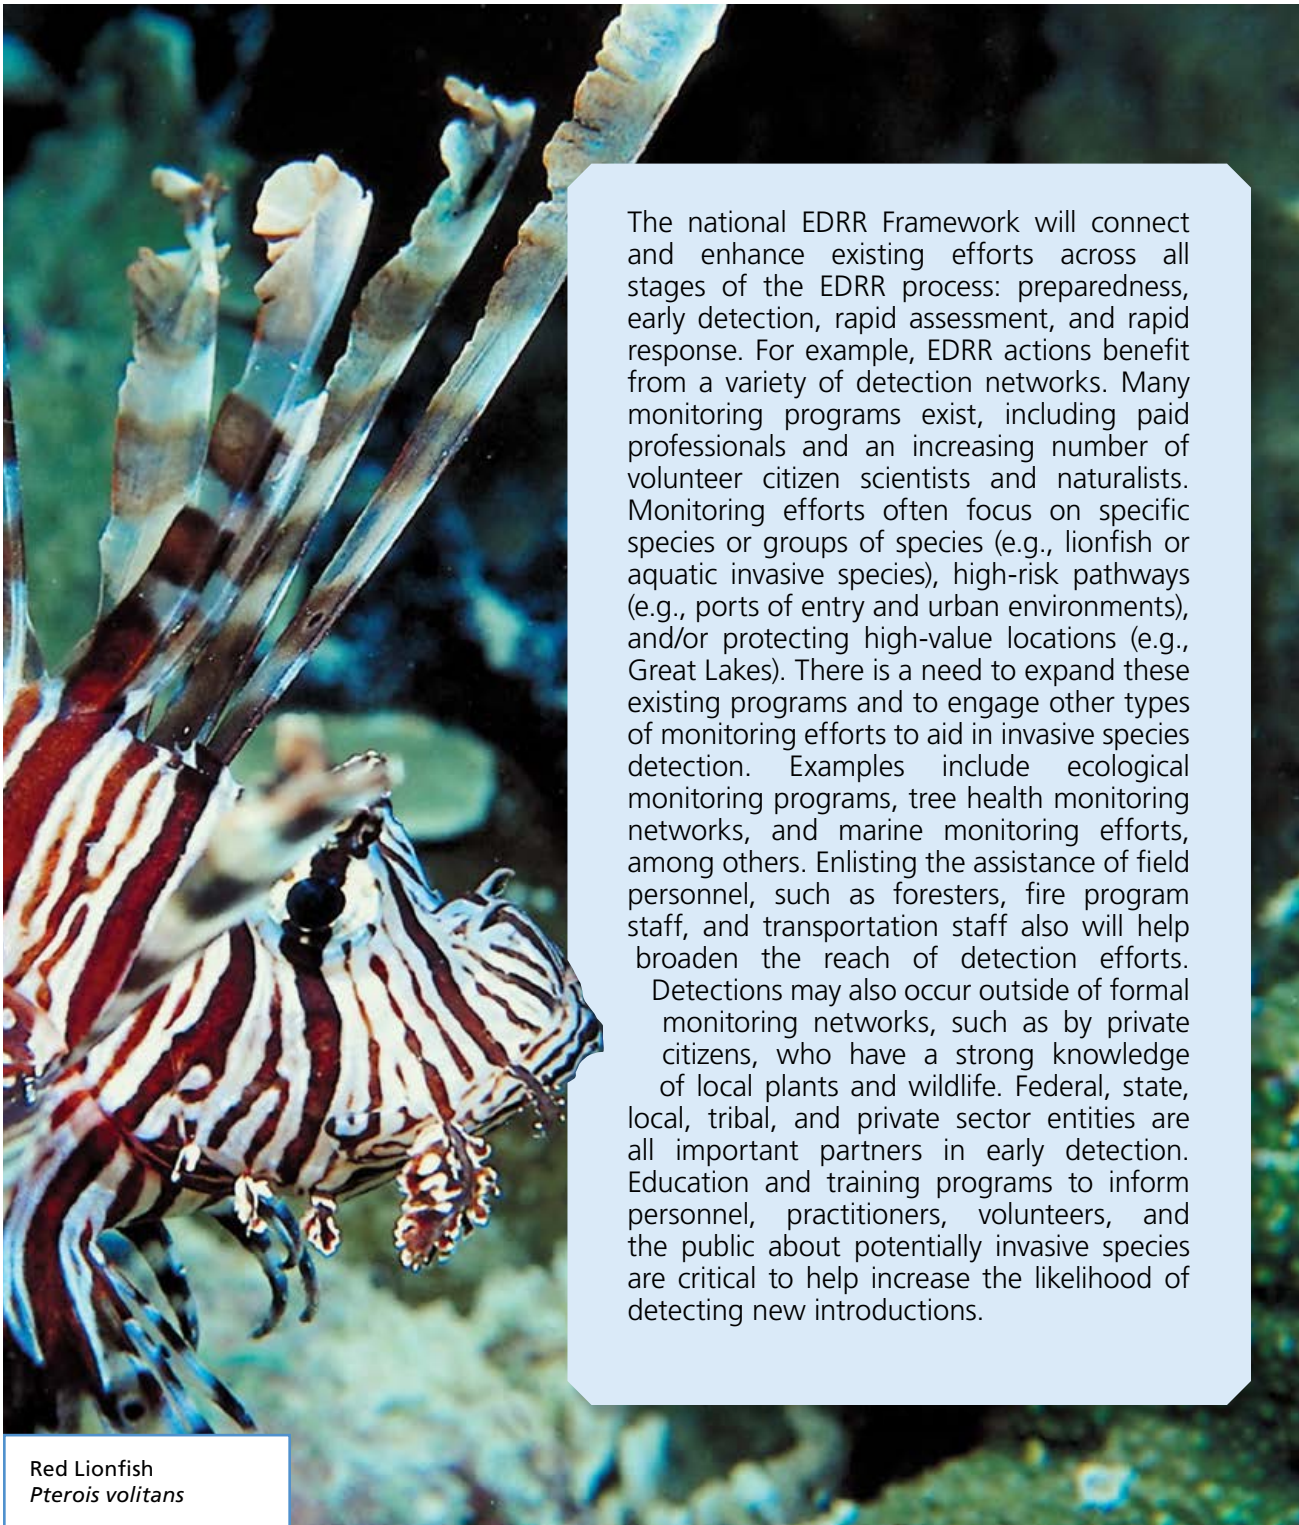 The national EDRR Framework will connect
and enhance existing efforts across all
stages of the EDRR process: preparedness,
early detection, rapid assessment, and rapid
response. For example, EDRR actions benefit
from a variety of detection networks. Many
monitoring programs exist, including paid
professionals and an increasing number of
volunteer citizen scientists and naturalists.
Monitoring efforts often focus on specific
species or groups of species (e.g., lionfish or
aquatic invasive species), high-risk pathways
(e.g., ports of entry and urban environments),
and/or protecting high-value locations (e.g.,
Great Lakes). There is a need to expand these
existing programs and to engage other types
of monitoring efforts to aid in invasive species
detection. Examples include ecological
monitoring programs, tree health monitoring
networks, and marine monitoring efforts,
among others. Enlisting the assistance of field
personnel, such as foresters, fire program
staff, and transportation staff also will help
broaden the reach of detection efforts.
Detections may also occur outside of formal
monitoring networks, such as by private
citizens, who have a strong knowledge
of local plants and wildlife. Federal, state,
local, tribal, and private sector entities are
all important partners in early detection.
Education and training programs to inform
personnel, practitioners, volunteers, and
the public about potentially invasive species
are critical to help increase the likelihood of
detecting new introductions.
Red Lionfish
Pterois volitans